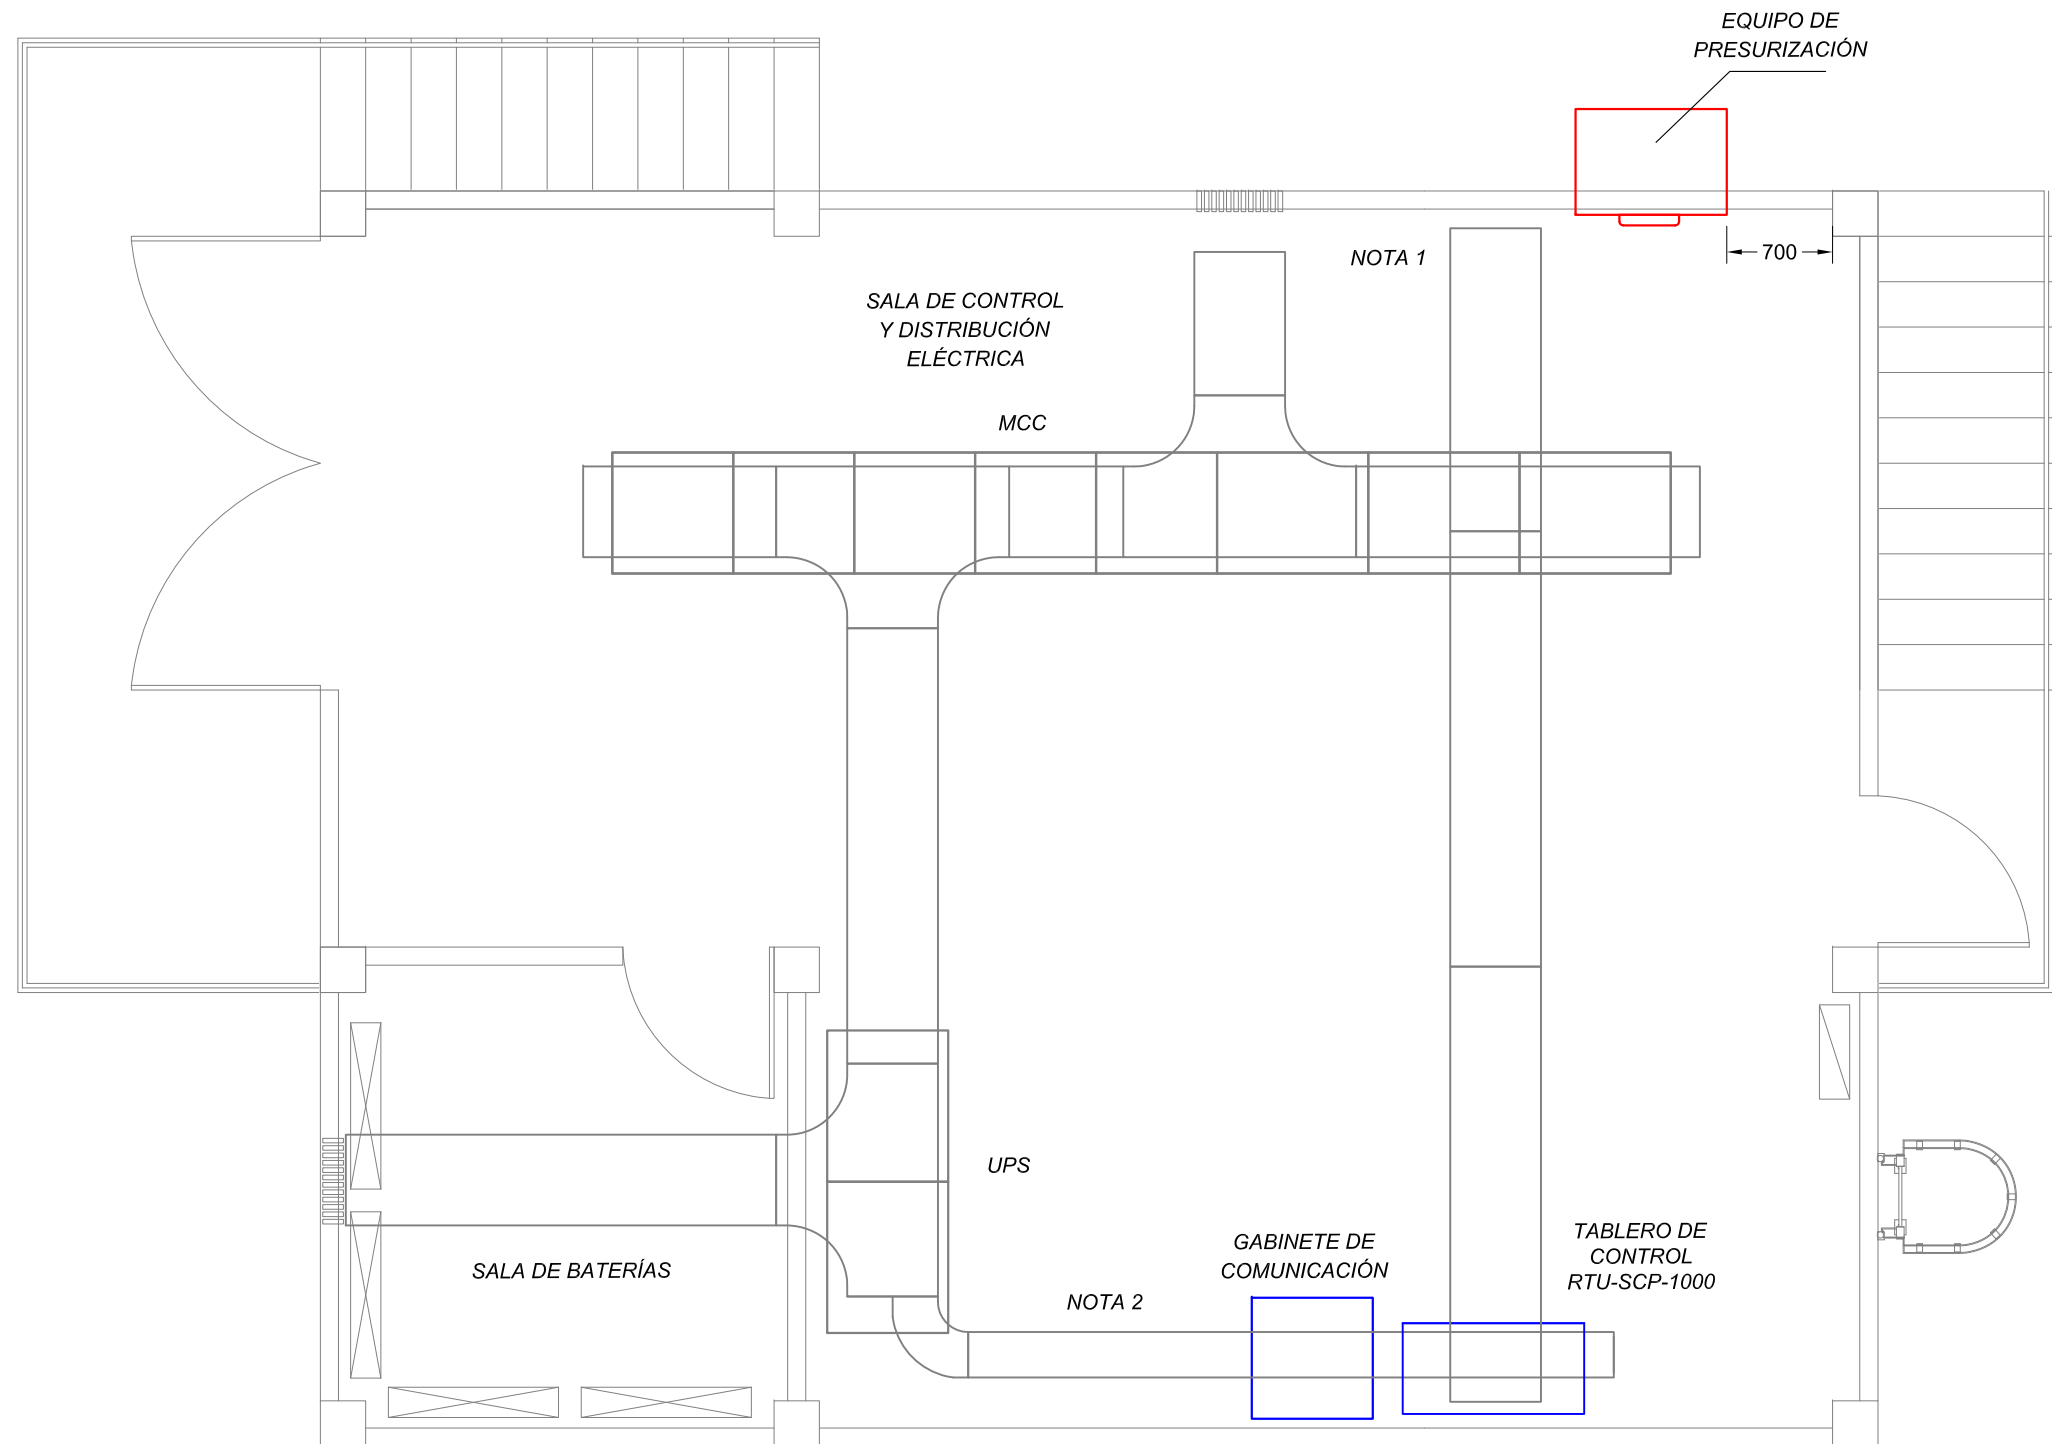 EQUIPO DE
PRESURIZACIÓN
700
NOTA 1
SALA DE CONTROL
Y DISTRIBUCIÓN
ELÉCTRICA
MCC
UPS
SALA DE BATERÍAS
NOTA 2
GABINETE DE
COMUNICACIÓN
TABLERO DE
CONTROL
RTU-SCP-1000